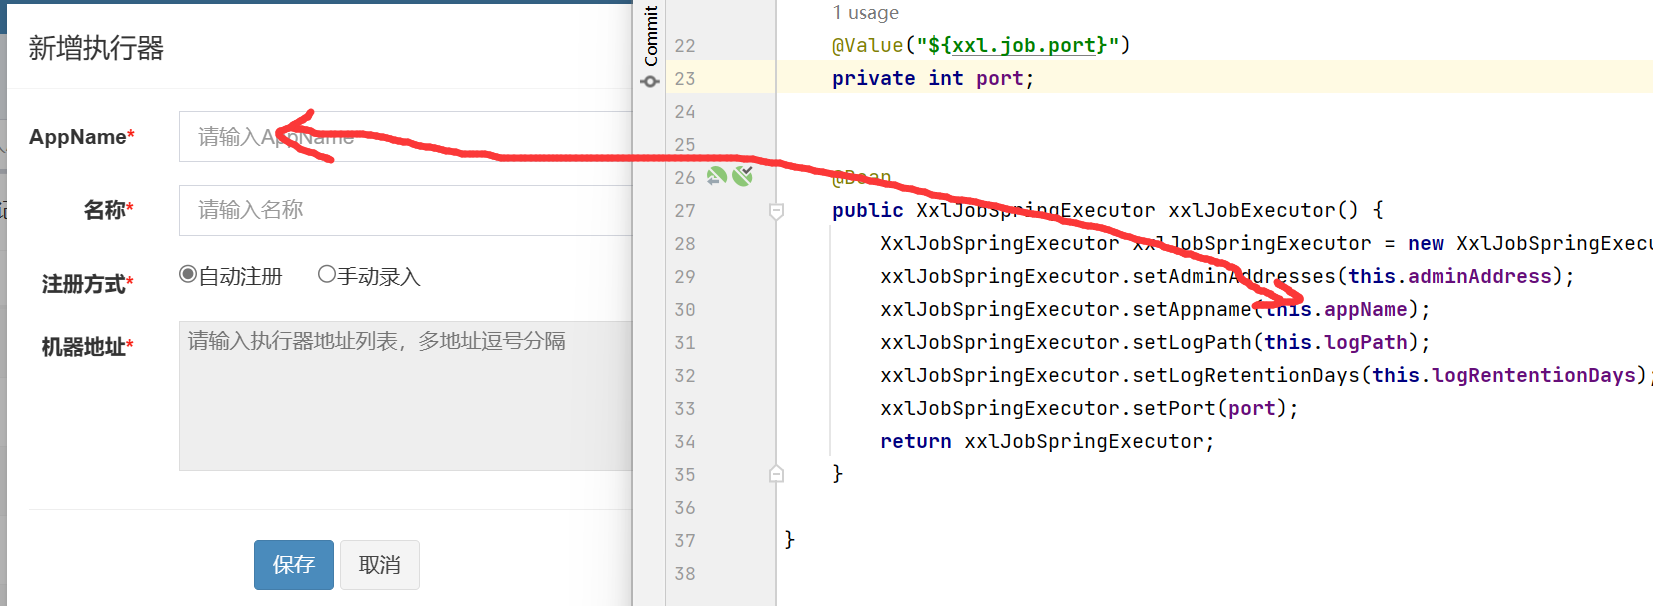 新增执行器
AppName*
请输入AppName
名称*
请输入名称
注册方式*
自动注册
手动录入
机器地址*
请输入执行器地址列表，多地址逗号分隔
保存
取消
Commit
1 usage
22 @Value("${xxl.job.port}")
23 private int port;
24
25
26 @Bean
27 public XxlJobSpringExecutor xxlJobExecutor() {
28 XxlJobSpringExecutor xxlJobSpringExecutor = new XxlJobSpringExecu
29 xxlJobSpringExecutor.setAdminAddresses(this.adminAddress);
30 xxlJobSpringExecutor.setAppname(this.appName);
31 xxlJobSpringExecutor.setLogPath(this.logPath);
32 xxlJobSpringExecutor.setLogRetentionDays(this.logRententionDays);
33 xxlJobSpringExecutor.setPort(port);
34 return xxlJobSpringExecutor;
35 }
36
37 }
38